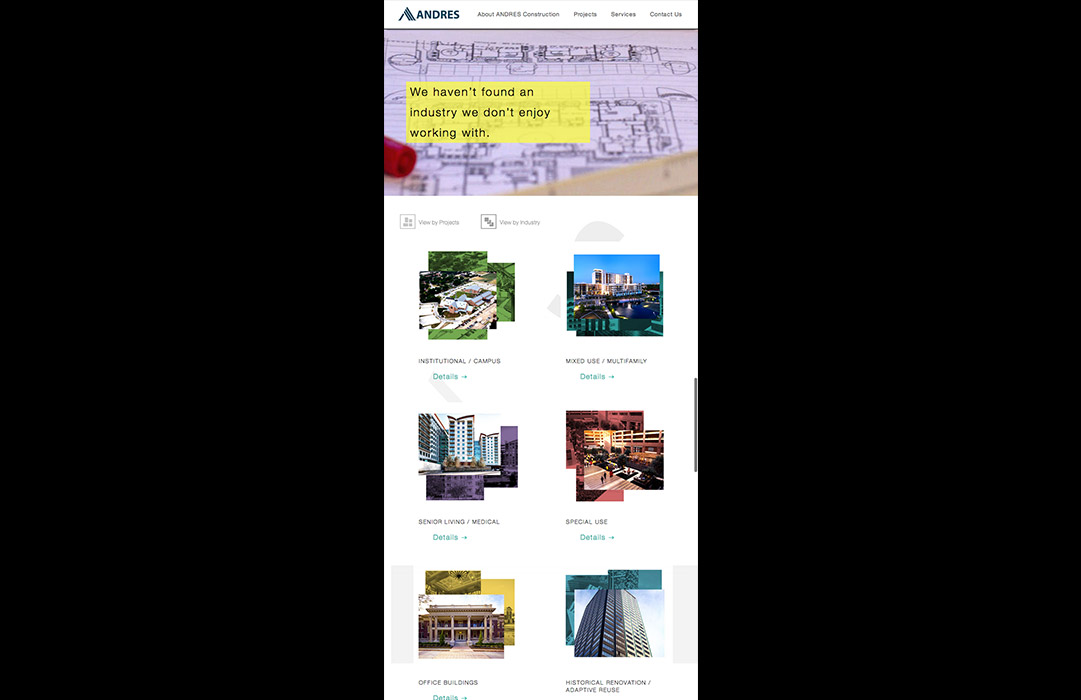 ANDRES
About ANDRES Construction
Projects
Services
Contact Us
We haven't found an
industry we don't enjoy
working with.
View by Projects
View by Industry
INSTITUTIONAL / CAMPUS
Details →
MIXED USE / MULTIFAMILY
Details →
SENIOR LIVING / MEDICAL
Details →
SPECIAL USE
Details →
OFFICE BUILDINGS
Details →
HISTORICAL RENOVATION /
ADAPTIVE REUSE